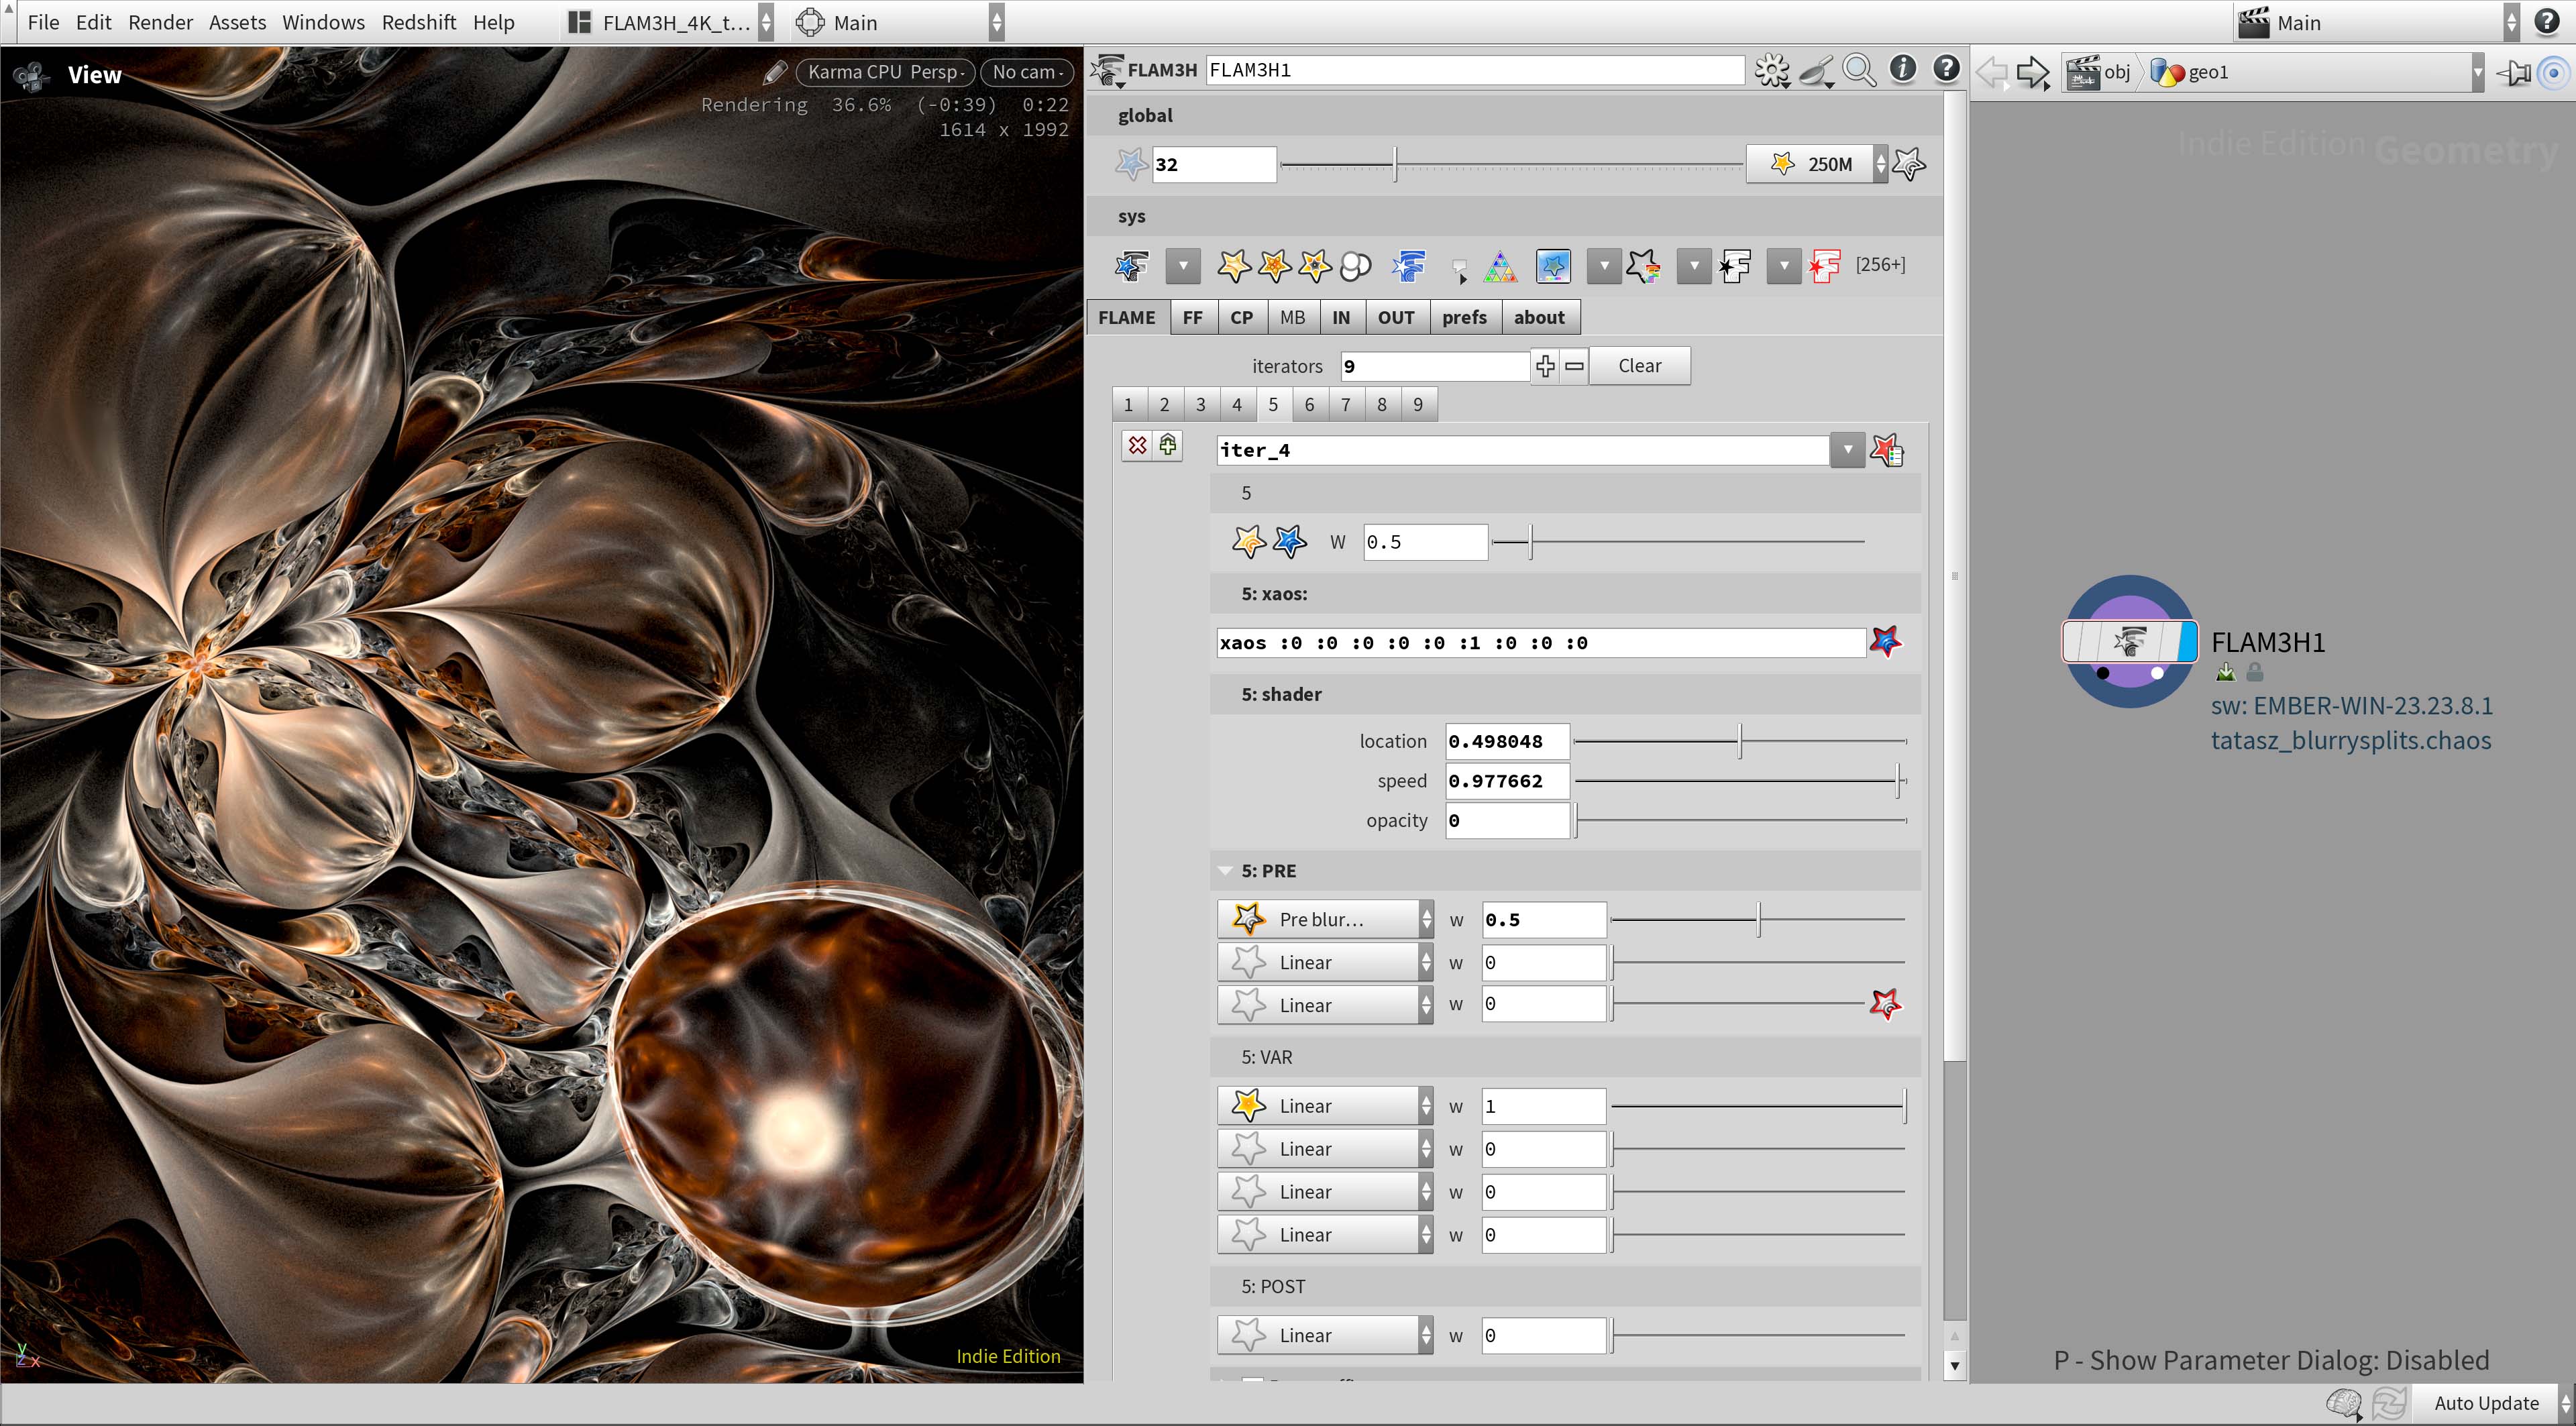 File Edit Render Assets Windows Redshift Help FLAM3H_4K_t... Main Main
View Karma CPU Persp No cam
Rendering 36.6% (-0:39) 0:22
1614 x 1992
Indie Edition
y
z x
FLAM3H FLAM3H1
global
32 250M
sys
[256+]
FLAME FF CP MB IN OUT prefs about
iterators 9 Clear
1 2 3 4 5 6 7 8 9
iter_4
5
W 0.5
5: xaos:
xaos :0 :0 :0 :0 :0 :1 :0 :0 :0
5: shader
location 0.498048
speed 0.977662
opacity 0
5: PRE
Pre blur... w 0.5
Linear w 0
Linear w 0
5: VAR
Linear w 1
Linear w 0
Linear w 0
Linear w 0
5: POST
Linear w 0
obj geo1
Indie Edition Geometry
FLAM3H1
sw: EMBER-WIN-23.23.8.1
tatasz_blurrysplits.chaos
P - Show Parameter Dialog: Disabled
Auto Update